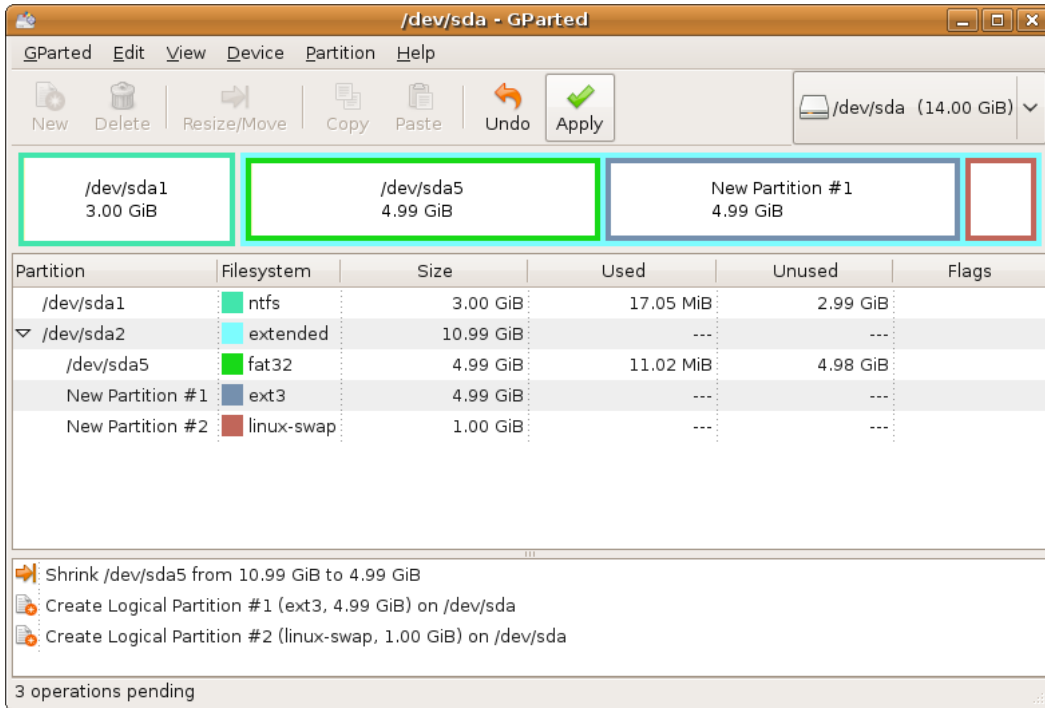 /dev/sda - GParted
GParted Edit View Device Partition Help
New Delete Resize/Move Copy Paste Undo Apply /dev/sda (14.00 GiB)
/dev/sda1 /dev/sda5 New Partition #1
3.00 GiB 4.99 GiB 4.99 GiB
Partition Filesystem Size Used Unused Flags
/dev/sda1 ntfs 3.00 GiB 17.05 MiB 2.99 GiB
/dev/sda2 extended 10.99 GiB --- ---
/dev/sda5 fat32 4.99 GiB 11.02 MiB 4.98 GiB
New Partition #1 ext3 4.99 GiB --- ---
New Partition #2 linux-swap 1.00 GiB --- ---
Shrink /dev/sda5 from 10.99 GiB to 4.99 GiB
Create Logical Partition #1 (ext3, 4.99 GiB) on /dev/sda
Create Logical Partition #2 (linux-swap, 1.00 GiB) on /dev/sda
3 operations pending